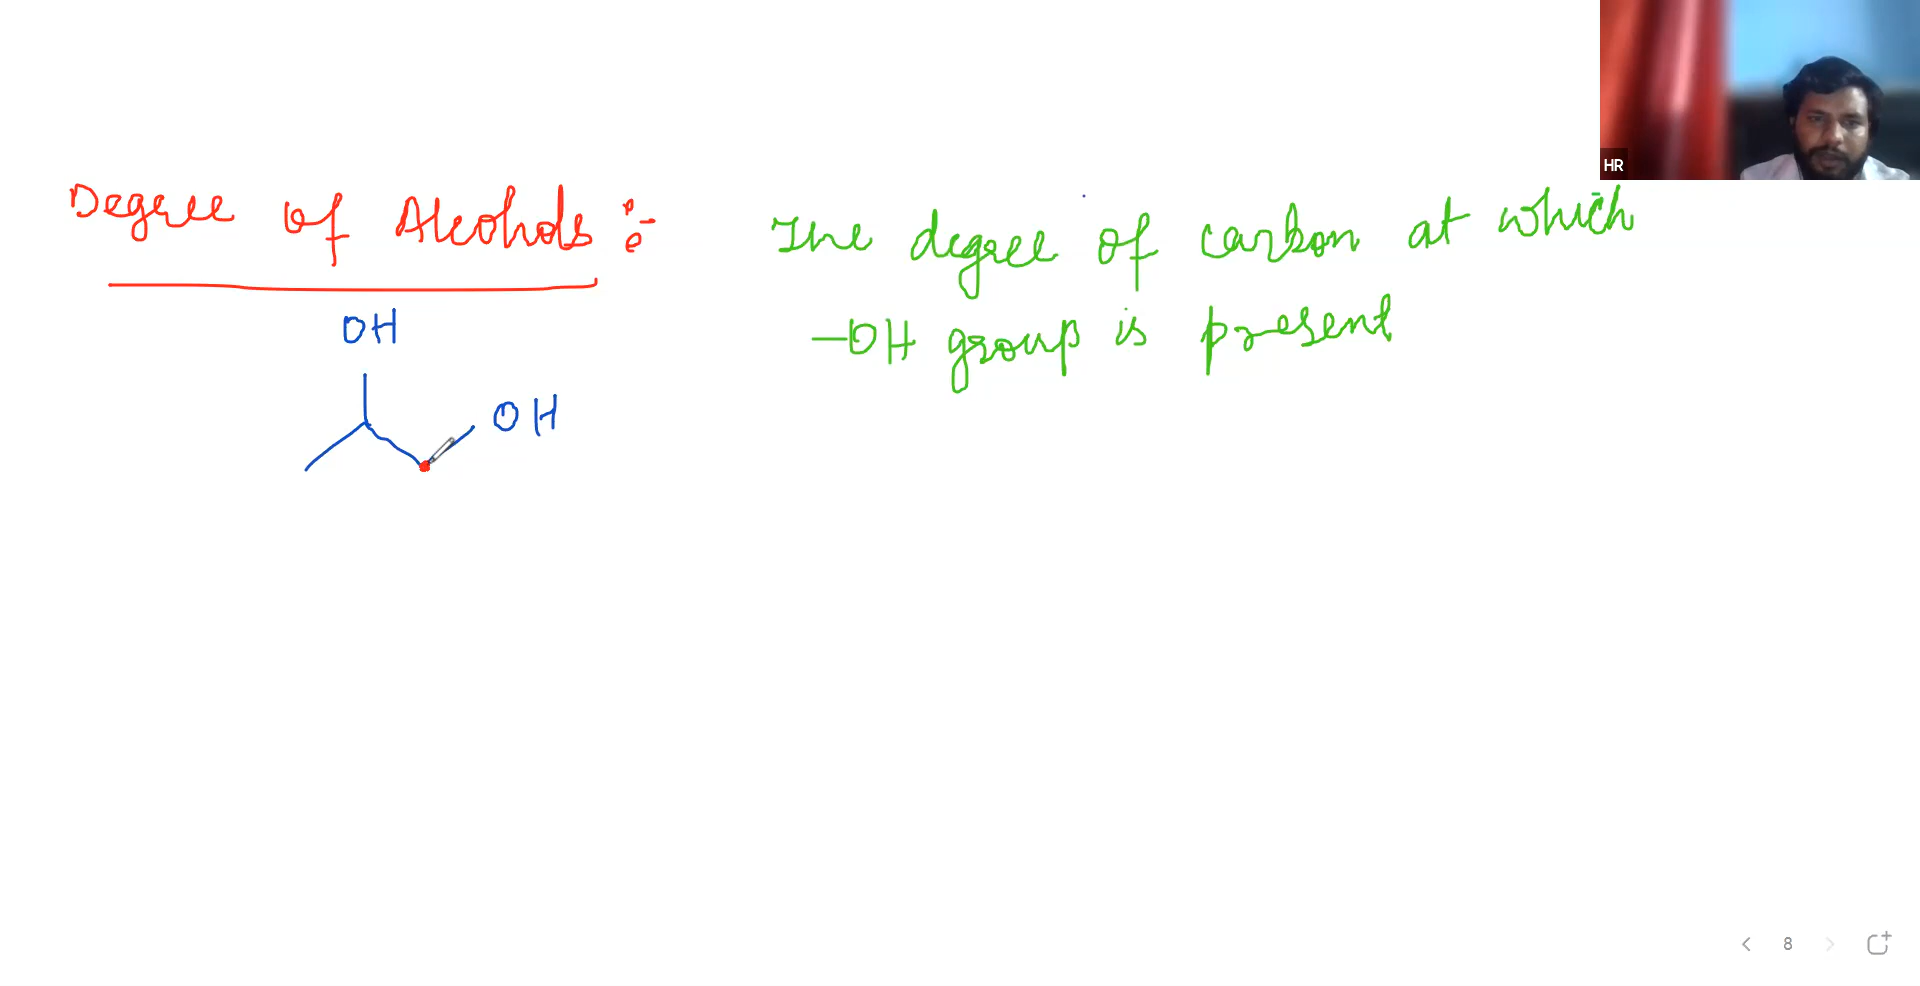 HR
Degree of Alcohols :-
The degree of carbon at which
-OH group is present
OH
OH
8